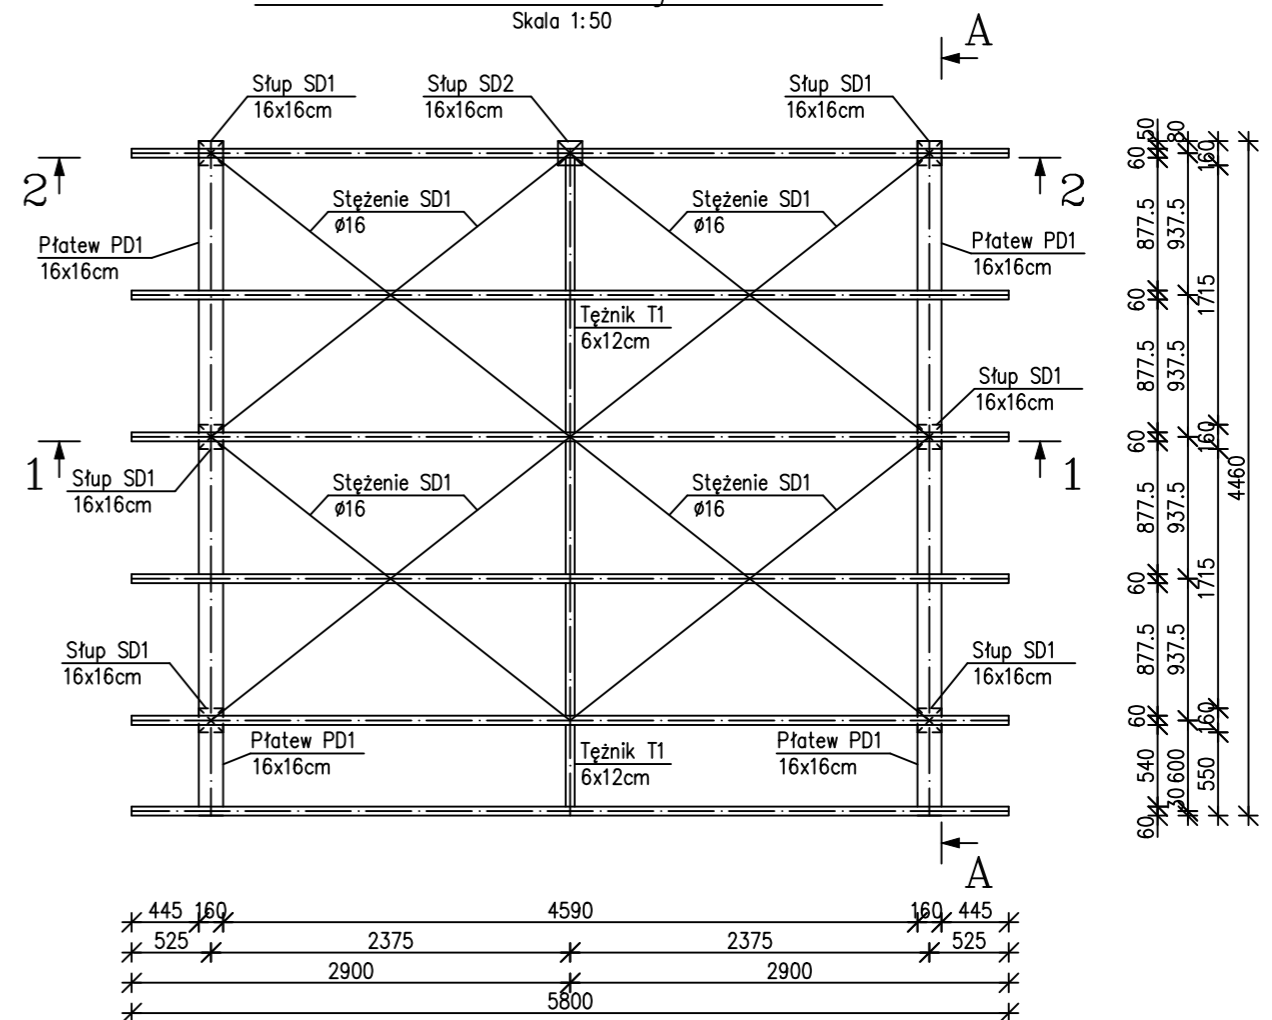 Skala 1:50
A
Słup SD1
16x16cm
Słup SD2
16x16cm
Słup SD1
16x16cm
2
2
Stężenie SD1
ø16
Stężenie SD1
ø16
Płatew PD1
16x16cm
Płatew PD1
16x16cm
Tężnik T1
6x12cm
Słup SD1
16x16cm
1
1
Słup SD1
16x16cm
Stężenie SD1
ø16
Stężenie SD1
ø16
Słup SD1
16x16cm
Słup SD1
16x16cm
Płatew PD1
16x16cm
Tężnik T1
6x12cm
Płatew PD1
16x16cm
A
60 50
877.5
60
877.5
60
877.5
60
877.5
60
540
60
80
937.5
937.5
937.5
937.5
600
30
160
1715
160
1715
160
550
4460
445 160 4590 160 445
525 2375 2375 525
2900 2900
5800